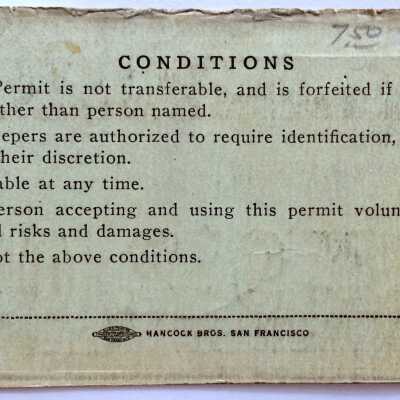 7.50
CONDITIONS
Permit is not transferable, and is forfeited if
ther than person named.
epers are authorized to require identification,
heir discretion.
able at any time.
erson accepting and using this permit volun
d risks and damages.
ot the above conditions.
HANCOCK BROS. SAN FRANCISCO